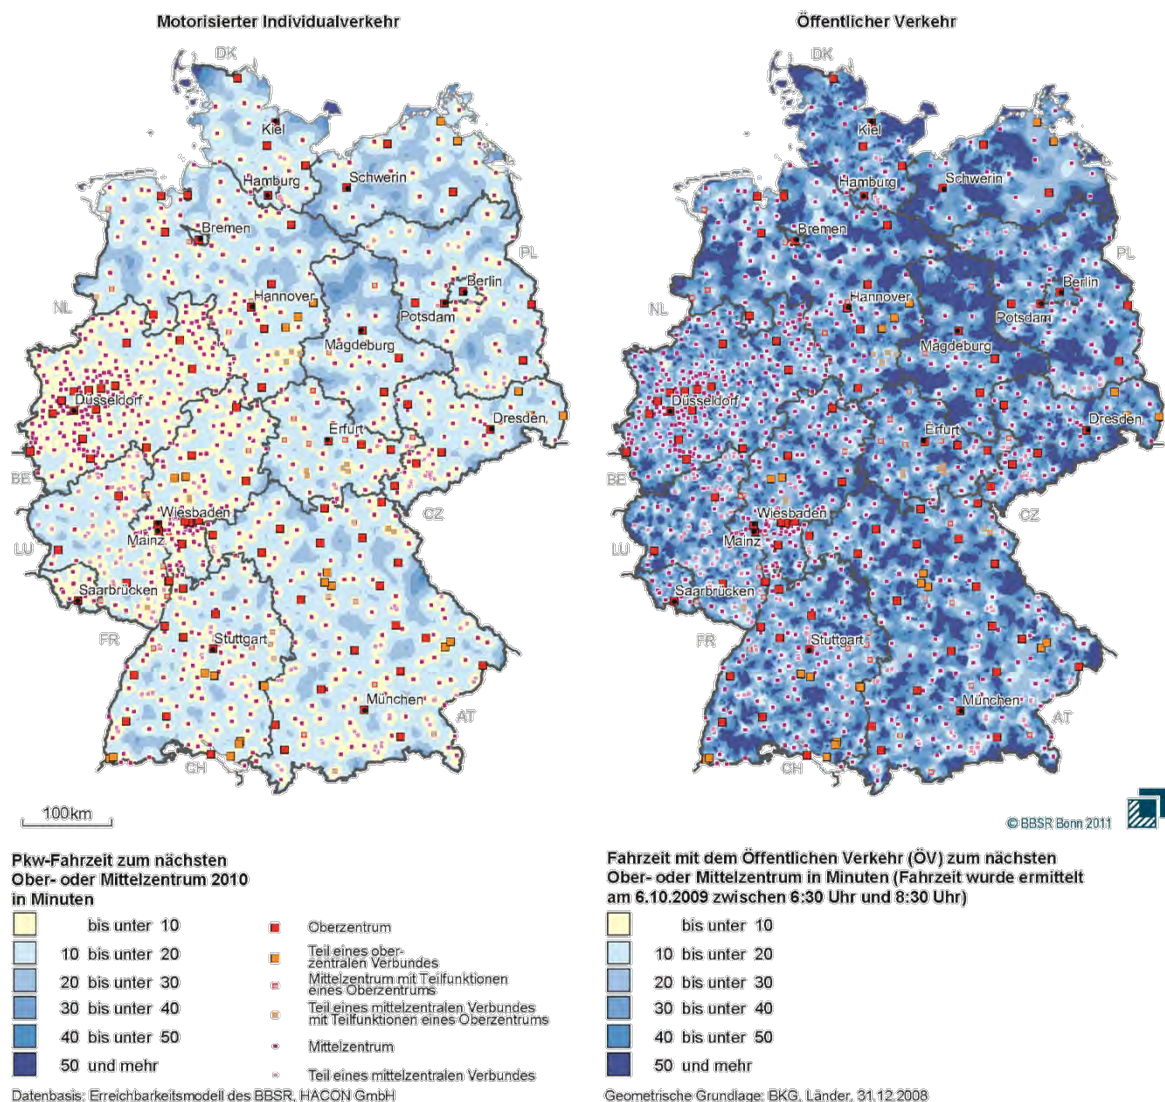 Motorisierter Individualverkehr
DK
Kiel
Hamburg
Schwerin
Bremen
PL
Berlin
NL
Hannover
Potsdam
Magdeburg
Düsseldorf
Dresden
Erfurt
BE
Wiesbaden
CZ
Mainz
LU
Saarbrücken
FR
Stuttgart
München
AT
CH
100km
Öffentlicher Verkehr
DK
Kiel
Hamburg
Schwerin
Bremen
PL
Berlin
NL
Hannover
Potsdam
Magdeburg
Düsseldorf
Dresden
Erfurt
BE
Wiesbaden
CZ
Mainz
LU
Saarbrücken
FR
Stuttgart
München
AT
CH
© BBSR Bonn 2011
Pkw-Fahrzeit zum nächsten
Ober- oder Mittelzentrum 2010
in Minuten
bis unter 10
10 bis unter 20
20 bis unter 30
30 bis unter 40
40 bis unter 50
50 und mehr
Oberzentrum
Teil eines ober-
zentralen Verbundes
Mittelzentrum mit Teilfunktionen
eines Oberzentrums
Teil eines mittelzentralen Verbundes
mit Teilfunktionen eines Oberzentrums
Mittelzentrum
Teil eines mittelzentralen Verbundes
Datenbasis: Erreichbarkeitsmodell des BBSR, HACON GmbH
Fahrzeit mit dem Öffentlichen Verkehr (ÖV) zum nächsten
Ober- oder Mittelzentrum in Minuten (Fahrzeit wurde ermittelt
am 6.10.2009 zwischen 6:30 Uhr und 8:30 Uhr)
bis unter 10
10 bis unter 20
20 bis unter 30
30 bis unter 40
40 bis unter 50
50 und mehr
Geometrische Grundlage: BKG, Länder, 31.12.2008